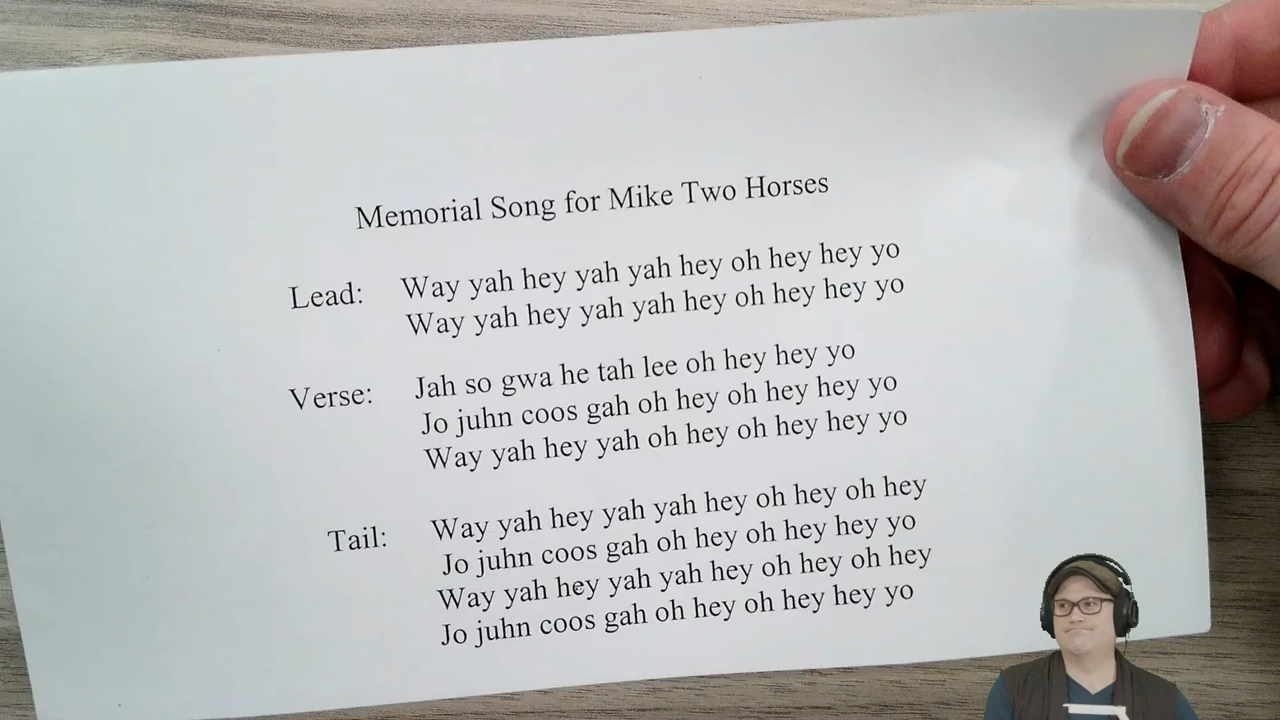 Memorial Song for Mike Two Horses
Lead: Way yah hey yah yah hey oh hey hey yo
Way yah hey yah yah hey oh hey hey yo
Verse: Jah so gwa he tah lee oh hey hey yo
Jo juhn coos gah oh hey oh hey hey yo
Way yah hey yah oh hey oh hey hey yo
Tail: Way yah hey yah yah hey oh hey oh hey
Jo juhn coos gah oh hey oh hey hey yo
Way yah hey yah yah hey oh hey oh hey
Jo juhn coos gah oh hey oh hey hey yo